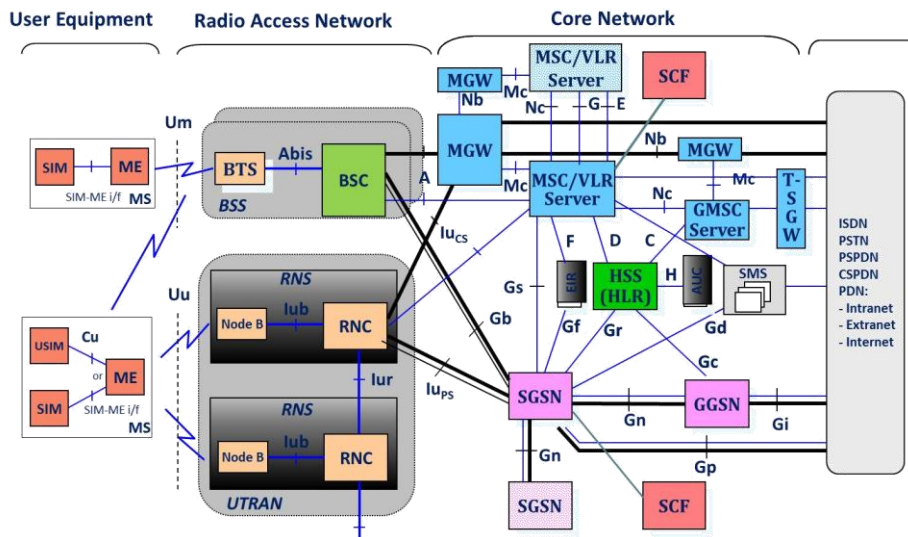 User Equipment
Radio Access Network
Core Network
MSC/VLR
Server
SCF
MGW
Mc
Nb
Nc
G
E
Um
SIM
ME
SIM-ME i/f
MS
BTS
Abis
BSC
BSS
A
MGW
Mc
MSC/VLR
Server
Nb
MGW
Mc
Nc
GMSC
Server
T-
SGW
ISDN
PSTN
PSPDN
CSPDN
PDN:
- Intranet
- Extranet
- Internet
IuCS
F
D
C
EIR
HSS
(HLR)
H
AUC
SMS
Gs
Gb
Gf
Gr
Gd
Gc
Uu
RNS
Node B
Iub
RNC
Iur
IuPS
USIM
Cu
or
ME
SIM
SIM-ME i/f
MS
RNS
Node B
Iub
RNC
UTRAN
SGSN
Gn
GGSN
Gi
Gn
Gp
SGSN
SCF